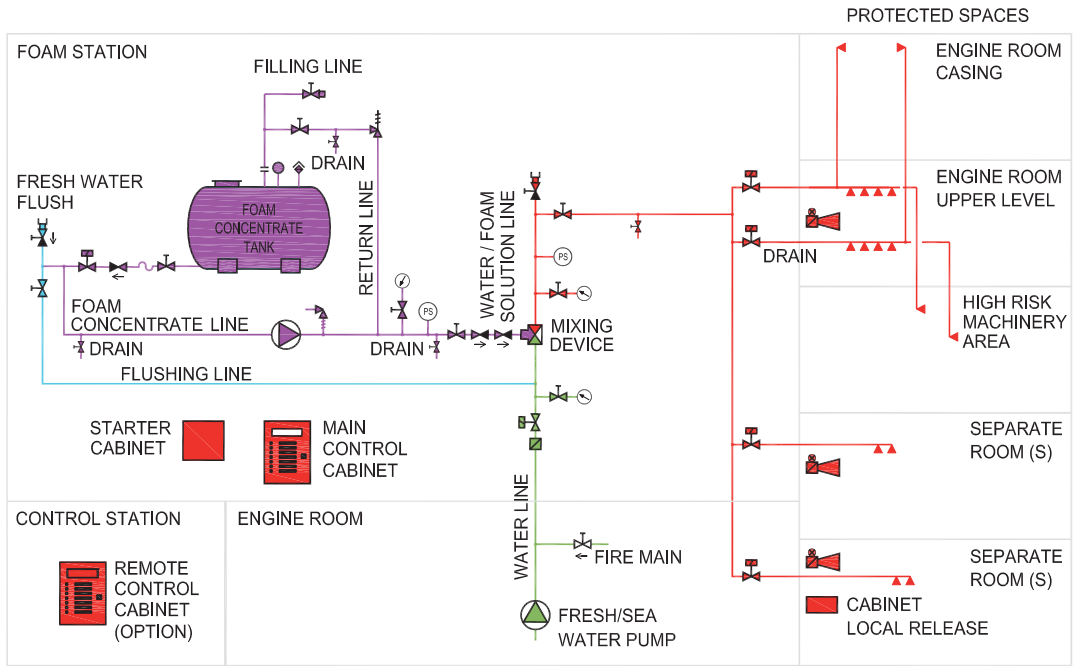 PROTECTED SPACES
FOAM STATION
FILLING LINE
ENGINE ROOM
CASING
DRAIN
FRESH WATER
FLUSH
FOAM
CONCENTRATE
TANK
RETURN LINE
WATER / FOAM
SOLUTION LINE
ENGINE ROOM
UPPER LEVEL
DRAIN
PS
PS
FOAM
CONCENTRATE LINE
MIXING
DEVICE
HIGH RISK
MACHINERY
AREA
DRAIN
DRAIN
FLUSHING LINE
STARTER
CABINET
MAIN
CONTROL
CABINET
SEPARATE
ROOM (S)
CONTROL STATION
ENGINE ROOM
WATER LINE
FIRE MAIN
SEPARATE
ROOM (S)
REMOTE
CONTROL
CABINET
(OPTION)
FRESH/SEA
WATER PUMP
CABINET
LOCAL RELEASE